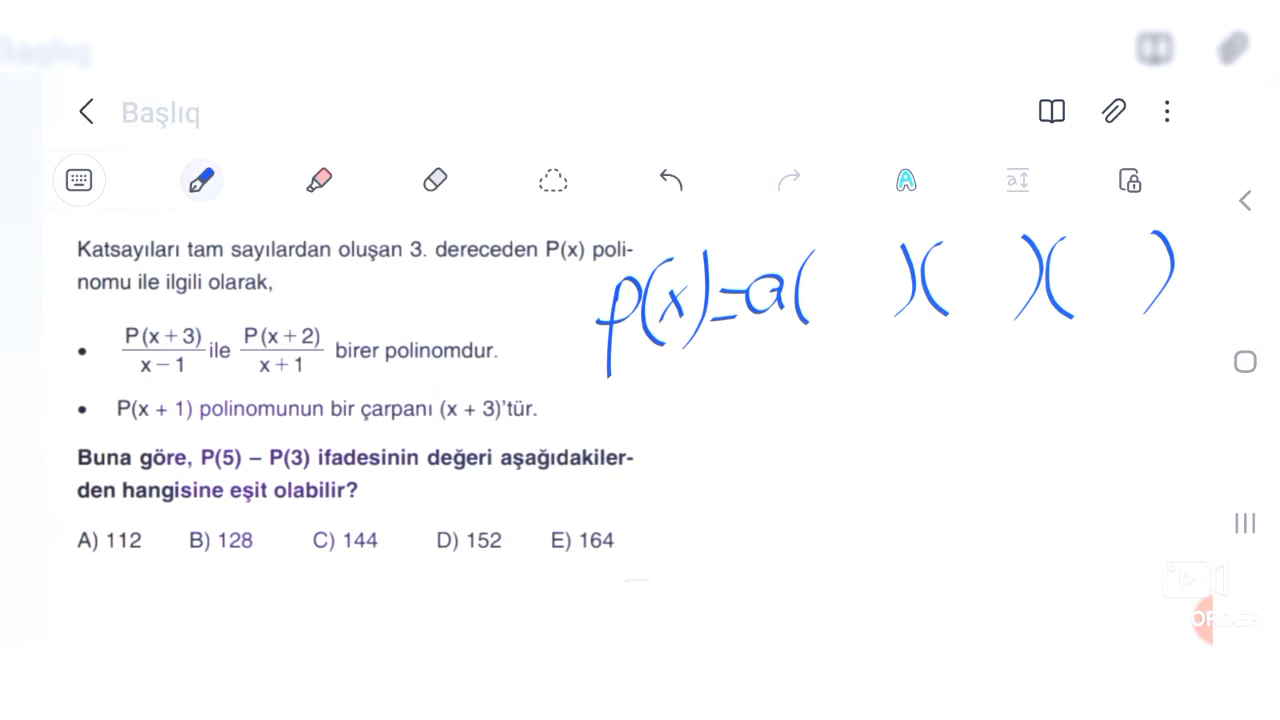 Başlıq
Başlıq
Katsayıları tam sayılardan oluşan 3. dereceden P(x) poli-
nomu ile ilgili olarak,
• P(x + 3) / x − 1 ile P(x + 2) / x + 1 birer polinomdur.
• P(x + 1) polinomunun bir çarpanı (x + 3)'tür.
Buna göre, P(5) – P(3) ifadesinin değeri aşağıdakiler-
den hangisine eşit olabilir?
A) 112 B) 128 C) 144 D) 152 E) 164
P(x)=a( )( )( )
ORDER